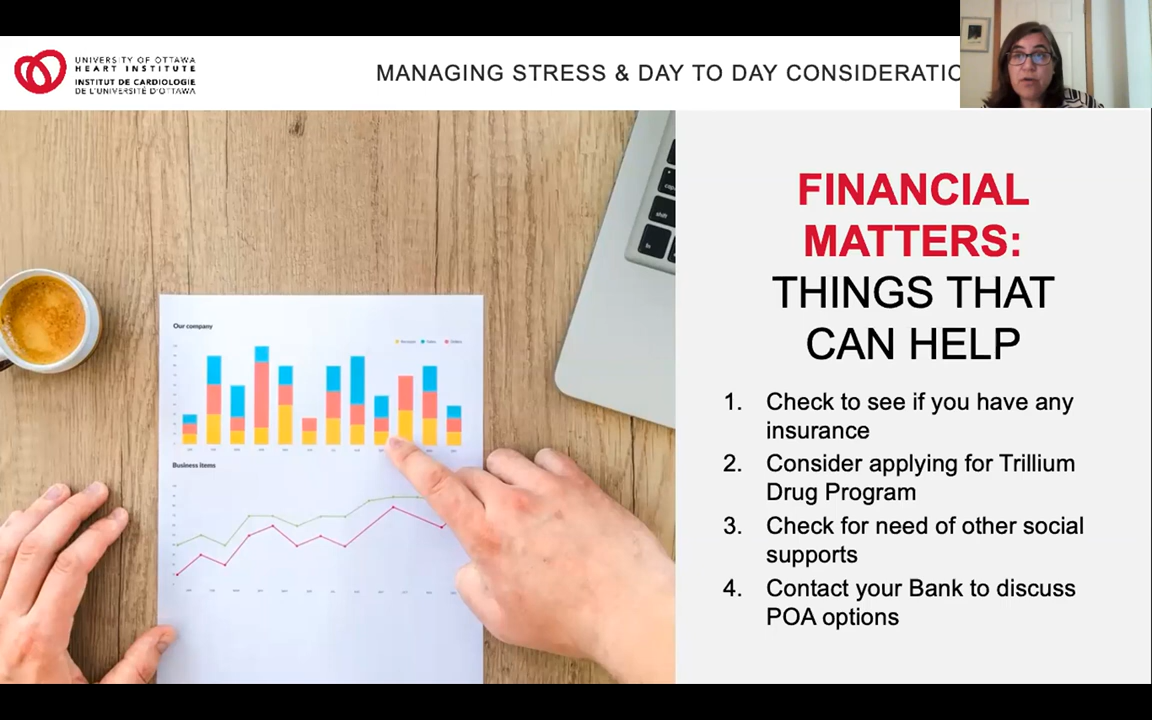 UNIVERSITY OF OTTAWA
HEART INSTITUTE
INSTITUT DE CARDIOLOGIE
DE L'UNIVERSITÉ D'OTTAWA
MANAGING STRESS & DAY TO DAY CONSIDERATIO
FINANCIAL
MATTERS:
THINGS THAT
CAN HELP
1. Check to see if you have any
insurance
2. Consider applying for Trillium
Drug Program
3. Check for need of other social
supports
4. Contact your Bank to discuss
POA options
Our company
Business items
shift
fn